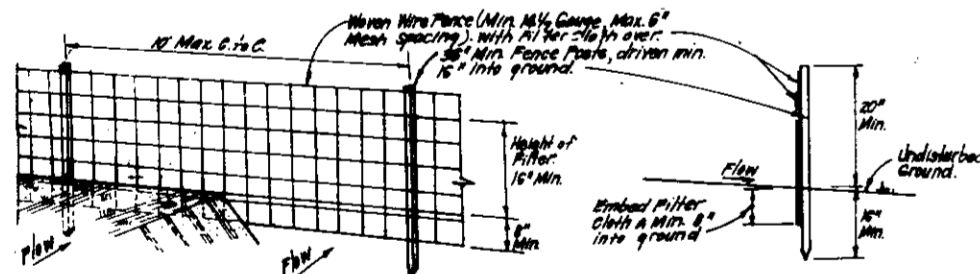 Woven Wire Fence (Min. 14½ Gauge, Max. 6"
Mesh Spacing) with Filter Cloth over.
10' Max. C. to C.
36" Min. Fence Posts, driven min.
16" into ground.
Height of
Filter.
16" Min.
8"
Min.
Flow
Flow
20"
Min.
Undisturbed
Ground.
Flow
Embed Filter
Cloth a Min. 8"
into ground
16"
Min.